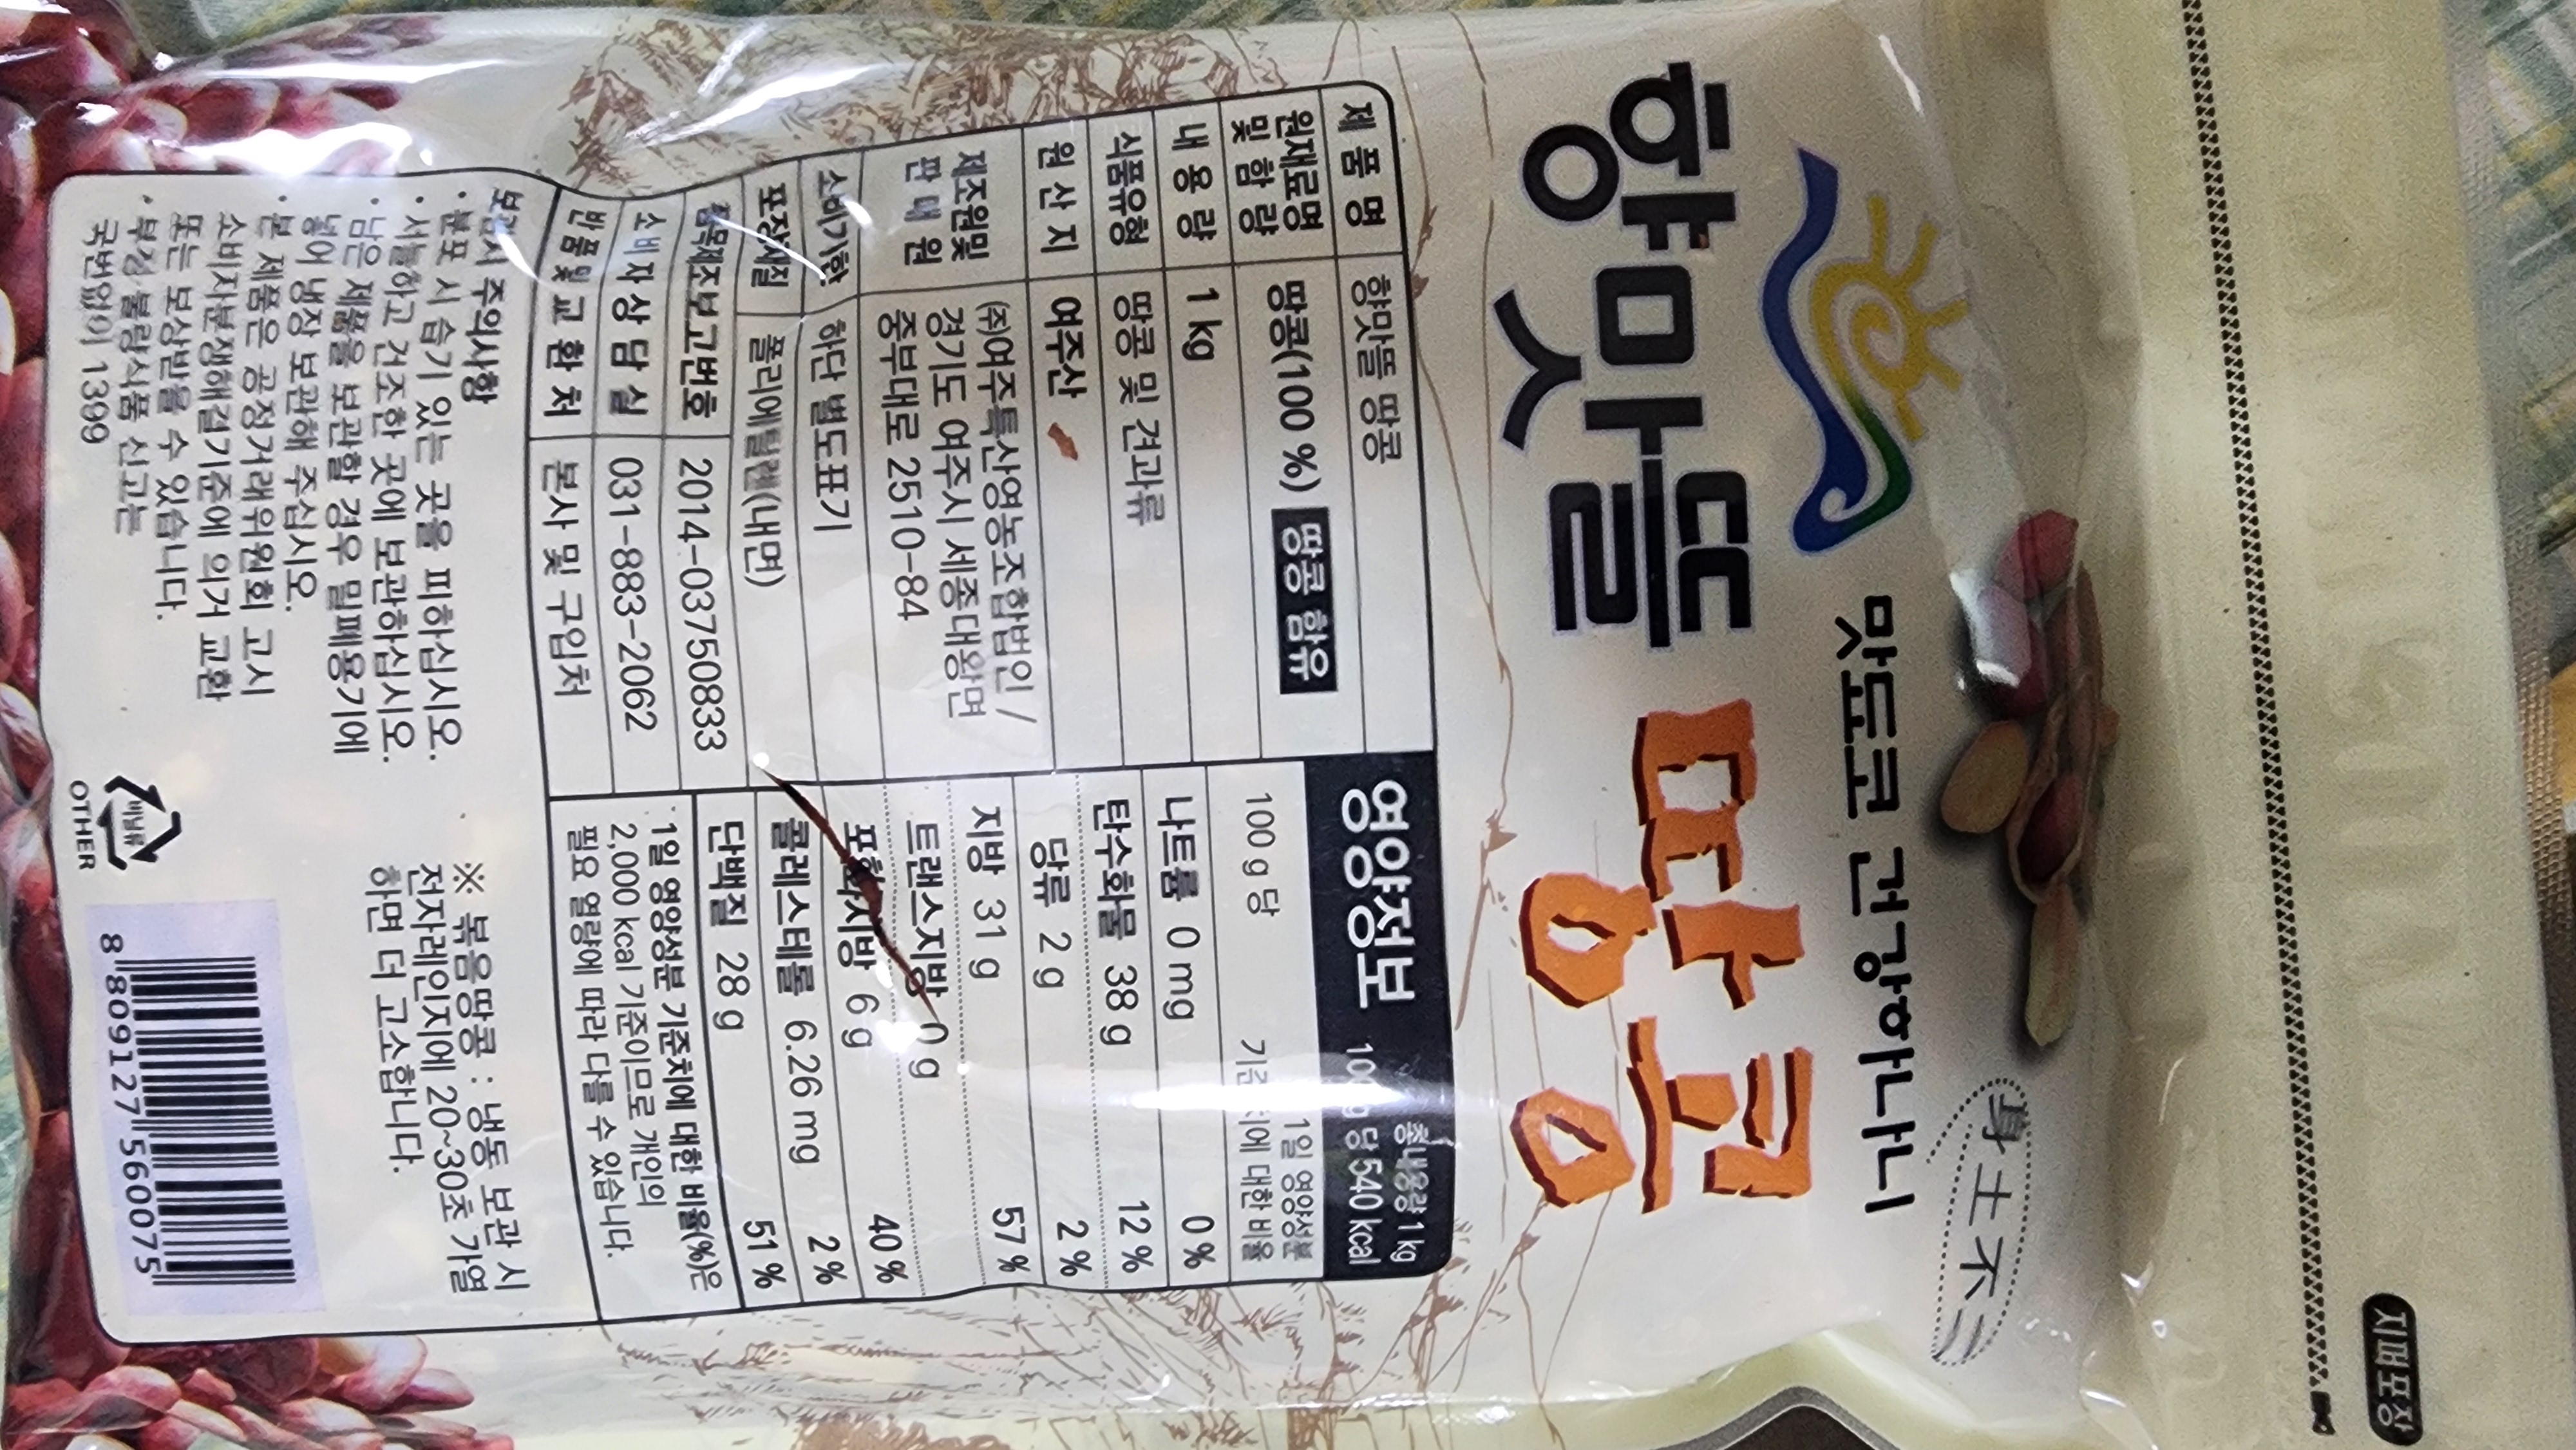 지퍼포장
身土不二
맛도 좋고 건강하니
향맛뜰 땅콩
제품명 향맛뜰 땅콩
원재료명 및 함량 땅콩(100 %) 땅콩 함유
내용량 1 kg
식품유형 땅콩 및 견과류
원산지 여주산
제조원및 판매원 (주)여주특산영농조합법인 /
경기도 여주시 세종대왕면
중부대로 2510-84
소비기한 하단 별도표기
포장재질 폴리에틸렌(내면)
품목제조보고번호 2014-03750833
소비자상담실 031-883-2062
반품및교환처 본사 및 구입처
영양정보 총 내용량 1 kg
100 g 당 540 kcal
100 g 당 1일 영양성분
기준치에 대한 비율
나트륨 0 mg 0 %
탄수화물 38 g 12 %
당류 2 g 2 %
지방 31 g 57 %
트랜스지방 0 g
포화지방 6 g 40 %
콜레스테롤 6.26 mg 2 %
단백질 28 g 51 %
*1일 영양성분 기준치에 대한 비율(%)은
2,000 kcal 기준이므로 개인의
필요 열량에 따라 다를 수 있습니다.
보관시 주의사항
• 분포 시 습기 있는 곳을 피하십시오.
• 서늘하고 건조한 곳에 보관하십시오.
• 남은 제품을 보관할 경우 밀폐용기에
넣어 냉장 보관해 주십시오.
• 본 제품은 공정거래위원회 고시
소비자분쟁해결기준에 의거 교환
또는 보상받을 수 있습니다.
• 부정·불량식품 신고는
국번없이 1399
※ 볶음땅콩 : 냉동 보관 시
전자레인지에 20~30초 가열
하면 더 고소합니다.
비닐류
OTHER
8 809127 560075